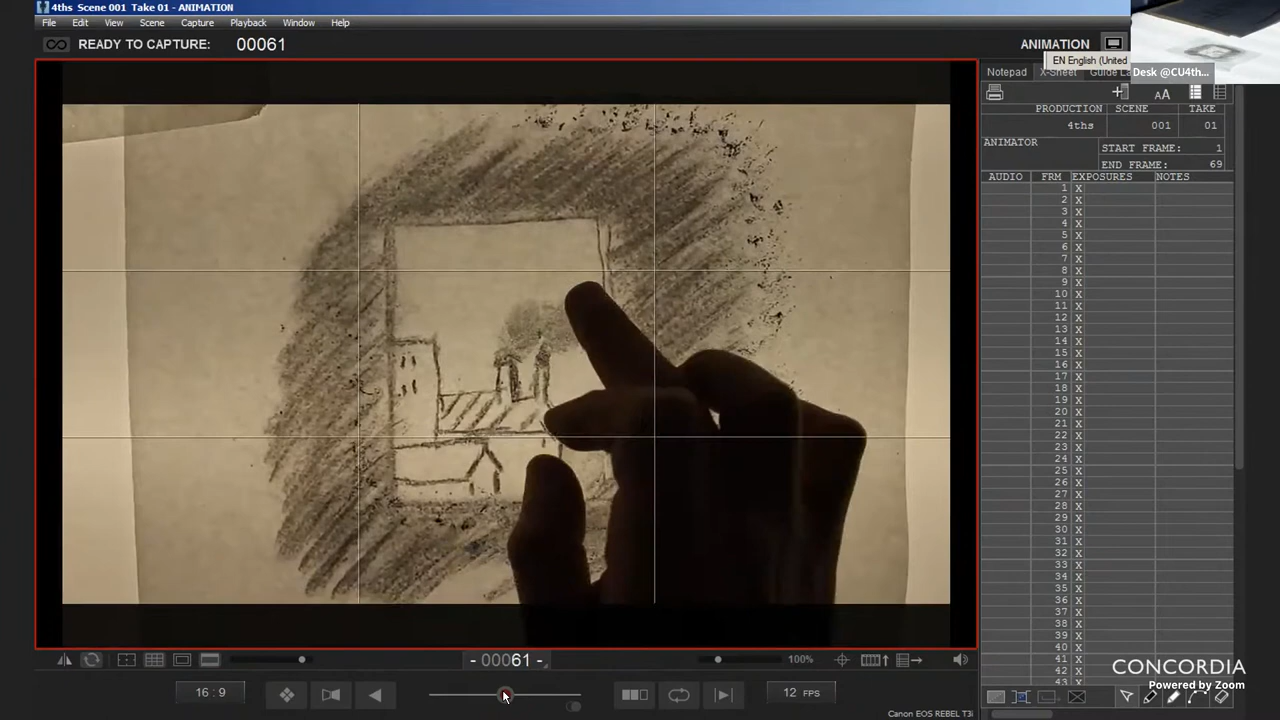 4ths Scene 001 Take 01 - ANIMATION
File Edit View Scene Capture Playback Window Help
READY TO CAPTURE: 00061
ANIMATION
EN English (United
Desk @CU4th...
Notepad X-Sheet Guide La
AA
PRODUCTION SCENE TAKE
4ths 001 01
ANIMATOR
START FRAME: 1
END FRAME: 69
AUDIO FRM EXPOSURES NOTES
1 X
2 X
3 X
4 X
5 X
6 X
7 X
8 X
9 X
10 X
11 X
12 X
13 X
14 X
15 X
16 X
17 X
18 X
19 X
20 X
21 X
22 X
23 X
24 X
25 X
26 X
27 X
28 X
29 X
30 X
31 X
32 X
33 X
34 X
35 X
36 X
37 X
38 X
39 X
40 X
41 X
42 X
43 X
- 00061 -
100%
16 : 9
12 FPS
CONCORDIA
Powered by Zoom
Canon EOS REBEL T3i